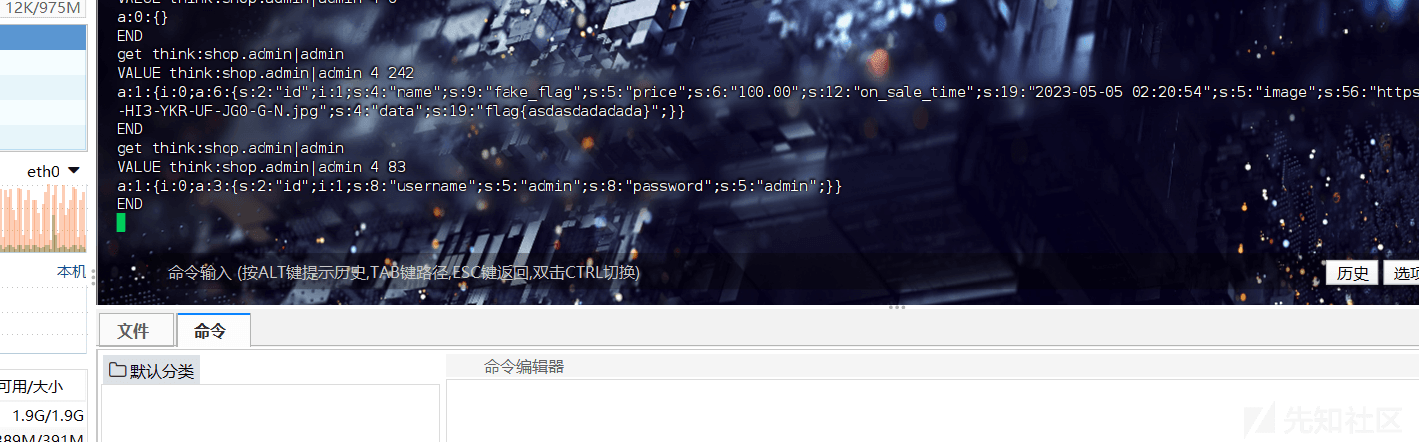 12K/975M
a:0:{}
END
get think:shop.admin|admin
VALUE think:shop.admin|admin 4 242
a:1:{i:0;a:6:{s:2:"id";i:1;s:4:"name";s:9:"fake_flag";s:5:"price";s:6:"100.00";s:12:"on_sale_time";s:19:"2023-05-05 02:20:54";s:5:"image";s:56:"https
-HI3-YKR-UF-JG0-G-N.jpg";s:4:"data";s:19:"flag{asdasdadadada}";}}
END
get think:shop.admin|admin
VALUE think:shop.admin|admin 4 83
a:1:{i:0;a:3:{s:2:"id";i:1;s:8:"username";s:5:"admin";s:8:"password";s:5:"admin";}}
END
eth0
本机
命令输入 (按ALT键提示历史,TAB键路径,ESC键返回,双击CTRL切换)
历史 选项
文件 命令
默认分类
命令编辑器
可用/大小
1.9G/1.9G
389M/391M
先知社区